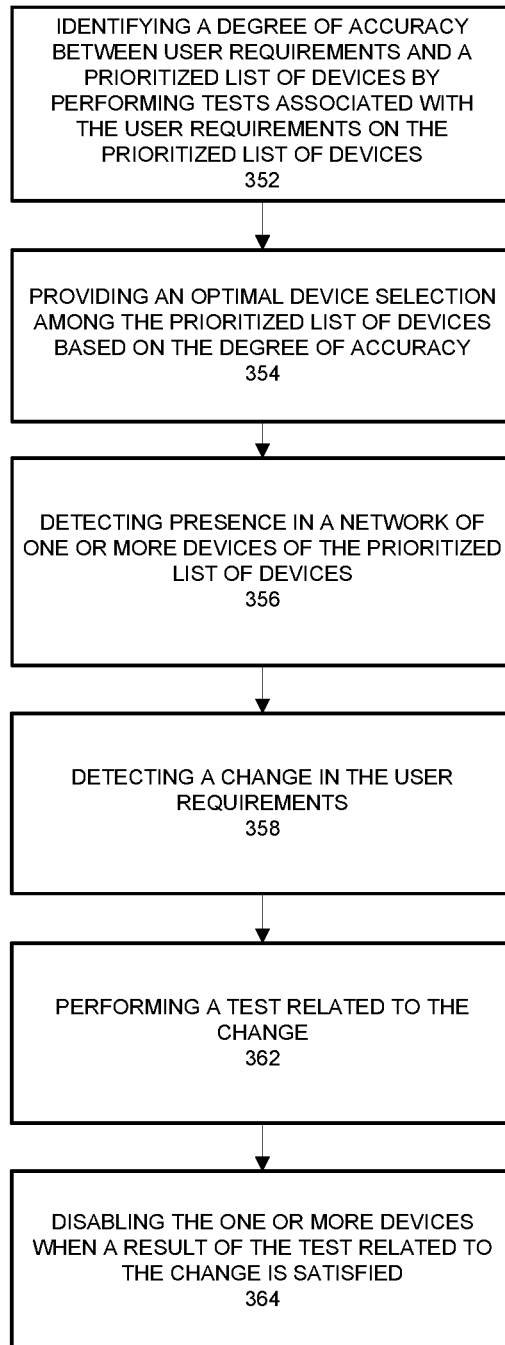 IDENTIFYING A DEGREE OF ACCURACY
BETWEEN USER REQUIREMENTS AND A
PRIORITIZED LIST OF DEVICES BY
PERFORMING TESTS ASSOCIATED WITH
THE USER REQUIREMENTS ON THE
PRIORITIZED LIST OF DEVICES
352
PROVIDING AN OPTIMAL DEVICE SELECTION
AMONG THE PRIORITIZED LIST OF DEVICES
BASED ON THE DEGREE OF ACCURACY
354
DETECTING PRESENCE IN A NETWORK OF
ONE OR MORE DEVICES OF THE PRIORITIZED
LIST OF DEVICES
356
DETECTING A CHANGE IN THE USER
REQUIREMENTS
358
PERFORMING A TEST RELATED TO THE
CHANGE
362
DISABLING THE ONE OR MORE DEVICES
WHEN A RESULT OF THE TEST RELATED TO
THE CHANGE IS SATISFIED
364